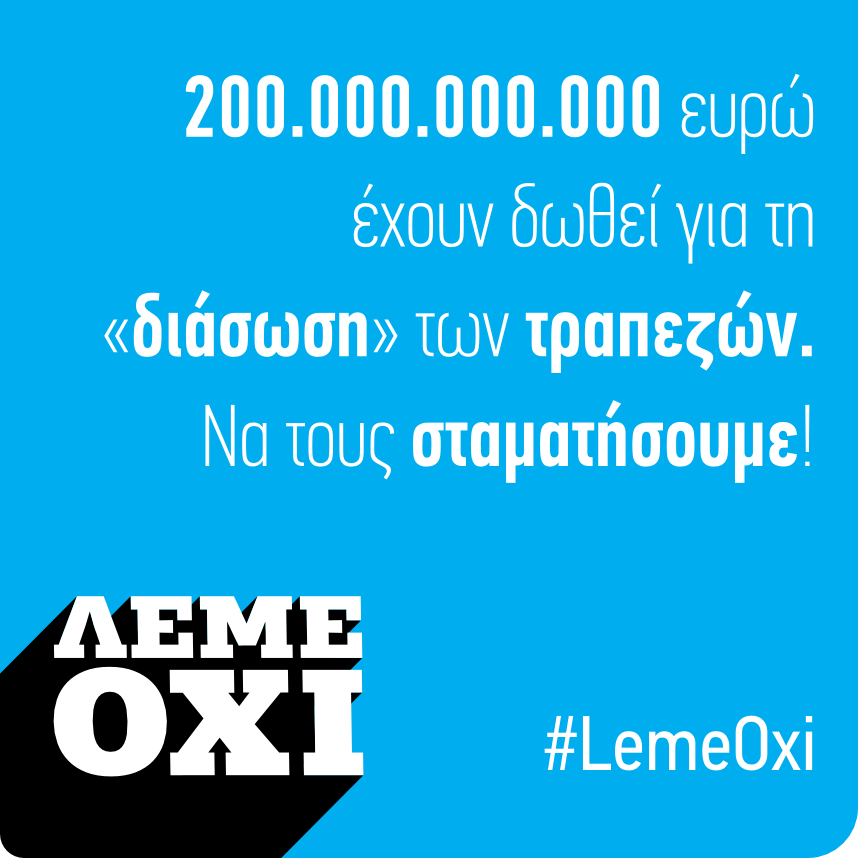 200.000.000.000 ευρώ
έχουν δωθεί για τη
«διάσωση» των τραπεζών.
Να τους σταματήσουμε!
ΛΕΜΕ
ΟΧΙ
#LemeOxi